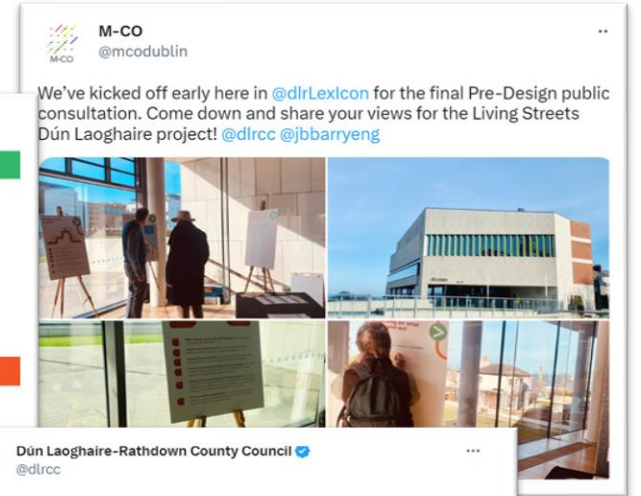 M-CO
M-CO
@mcodublin
We've kicked off early here in @dlrLexIcon for the final Pre-Design public
consultation. Come down and share your views for the Living Streets
Dún Laoghaire project! @dlrcc @jbbarryeng
Dún Laoghaire-Rathdown County Council
@dlrcc